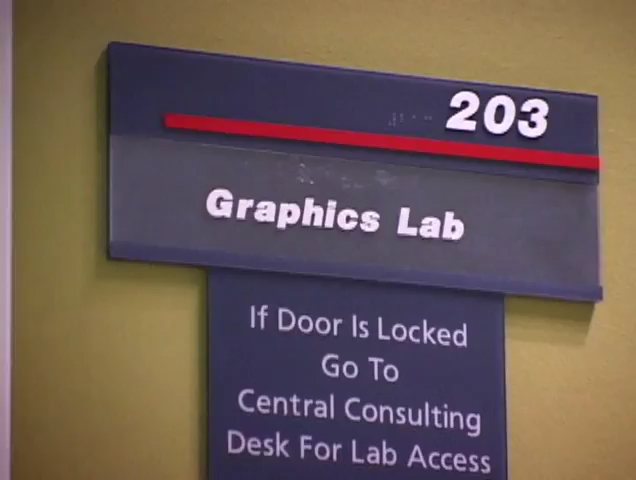 203
Graphics Lab
If Door Is Locked
Go To
Central Consulting
Desk For Lab Access